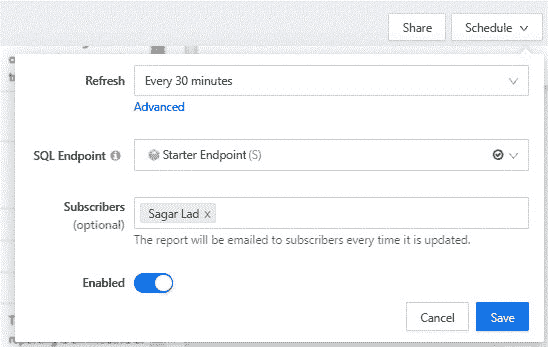 Share
Schedule
Refresh
Every 30 minutes
Advanced
SQL Endpoint
Starter Endpoint (S)
Subscribers
Sagar Lad ×
(optional)
The report will be emailed to subscribers every time it is updated.
Enabled
Cancel
Save